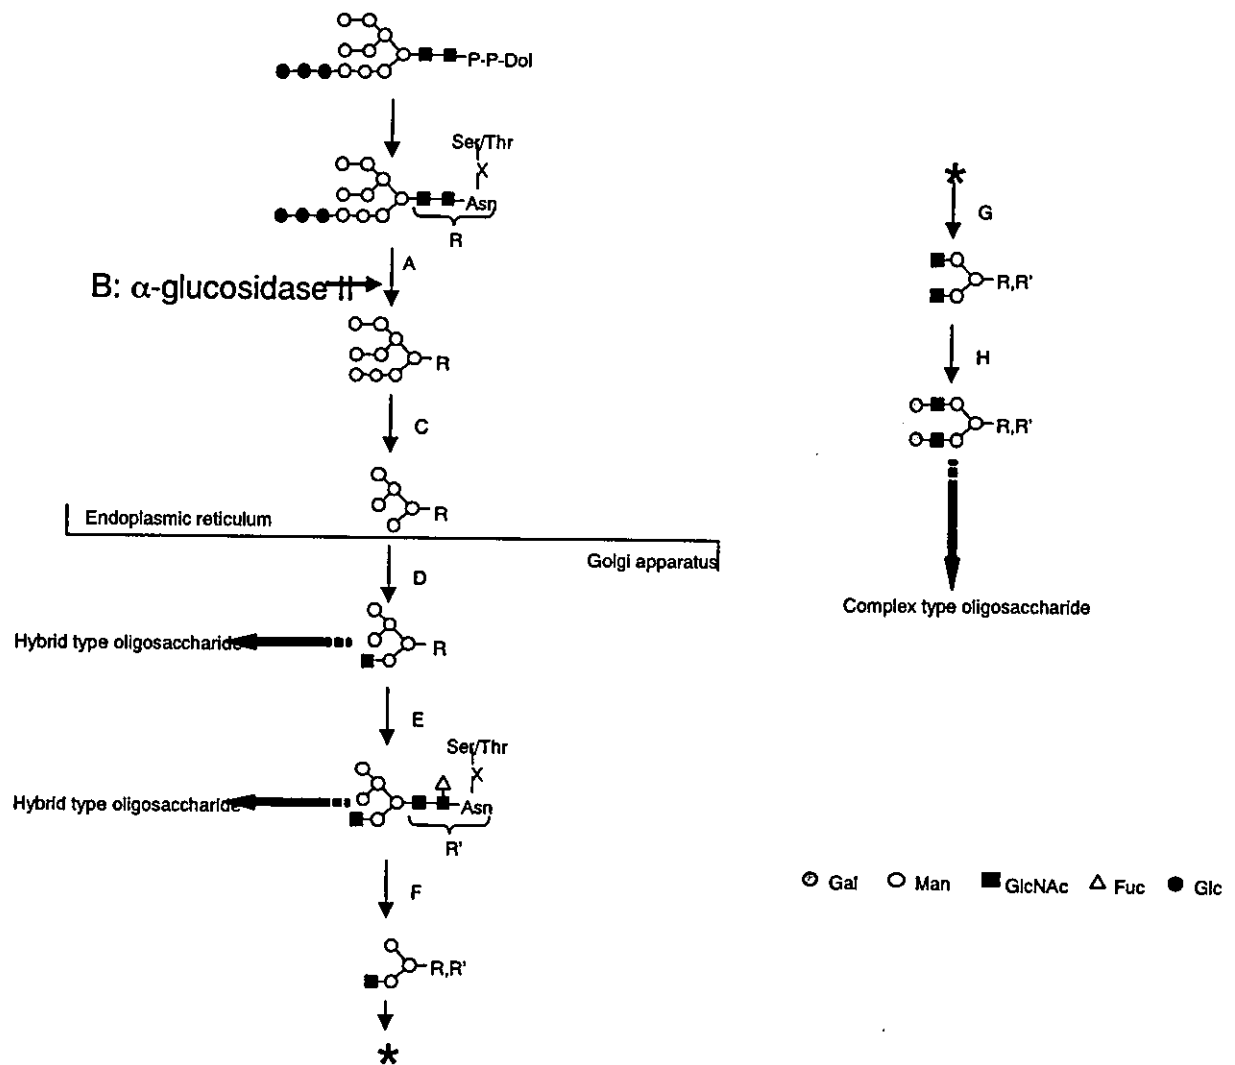 P-P-Dol
Ser/Thr
X
Asn
R
A
B: α-glucosidase II
R
C
R
Endoplasmic reticulum
Golgi apparatus
D
Hybrid type oligosaccharide
R
E
Ser/Thr
X
Hybrid type oligosaccharide
Asn
R'
F
R,R'
*
*
G
R,R'
H
R,R'
Complex type oligosaccharide
Gal Man GlcNAc Fuc Glc